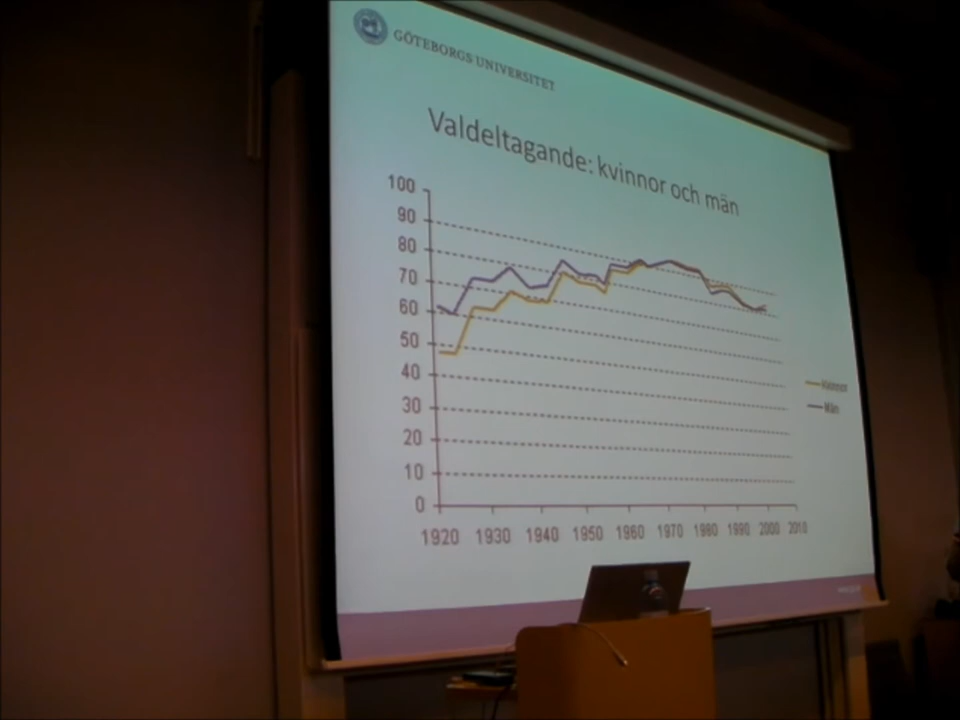 GÖTEBORGS UNIVERSITET
Valdeltagande: kvinnor och män
100
90
80
70
60
50
40
30
20
10
0
1920 1930 1940 1950 1960 1970 1980 1990 2000 2010
Kvinnor
Män